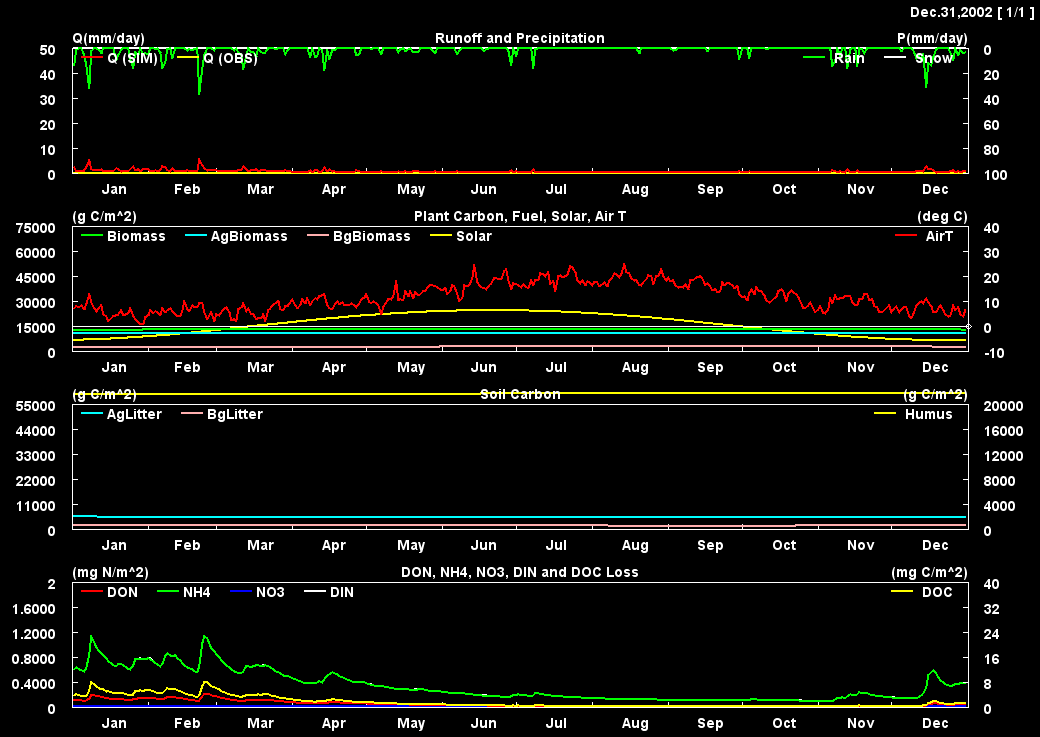 Dec.31,2002 [ 1/1 ]
Q(mm/day) Runoff and Precipitation P(mm/day)
50 Q (SIM) Q (OBS) Rain Snow 0
40 20
30 40
20 60
10 80
0 100
Jan Feb Mar Apr May Jun Jul Aug Sep Oct Nov Dec
(g C/m^2) Plant Carbon, Fuel, Solar, Air T (deg C)
75000 40
Biomass AgBiomass BgBiomass Solar AirT
60000 30
45000 20
30000 10
15000 0
0 -10
Jan Feb Mar Apr May Jun Jul Aug Sep Oct Nov Dec
(g C/m^2) Soil Carbon (g C/m^2)
55000 20000
AgLitter BgLitter Humus
44000 16000
33000 12000
22000 8000
11000 4000
0 0
Jan Feb Mar Apr May Jun Jul Aug Sep Oct Nov Dec
(mg N/m^2) DON, NH4, NO3, DIN and DOC Loss (mg C/m^2)
2 40
DON NH4 NO3 DIN DOC
1.6000 32
1.2000 24
0.8000 16
0.4000 8
0 0
Jan Feb Mar Apr May Jun Jul Aug Sep Oct Nov Dec